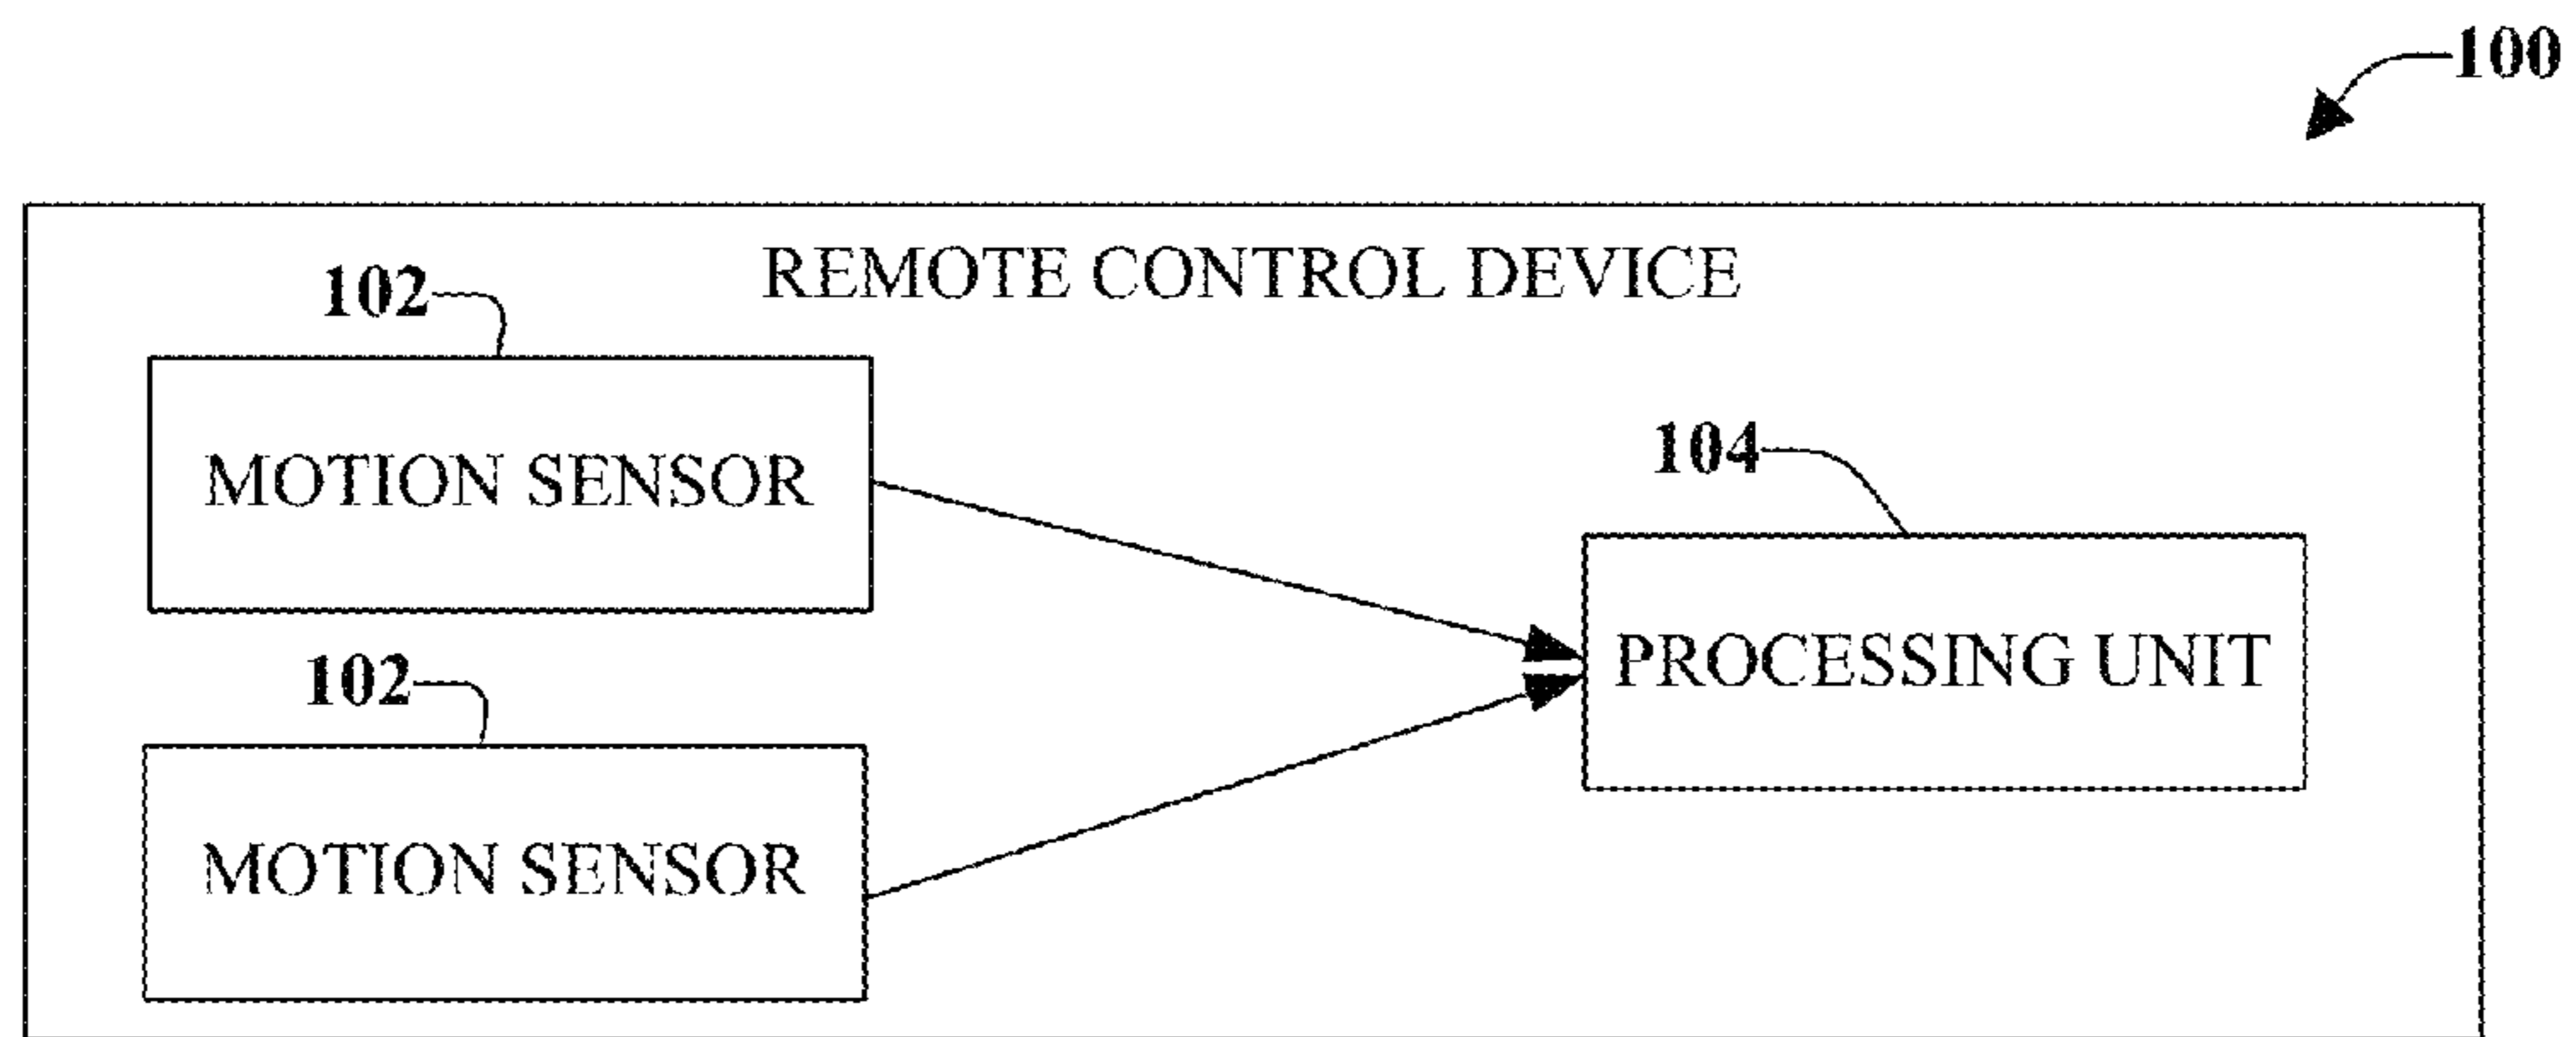 100
REMOTE CONTROL DEVICE
102
MOTION SENSOR
104
PROCESSING UNIT
102
MOTION SENSOR